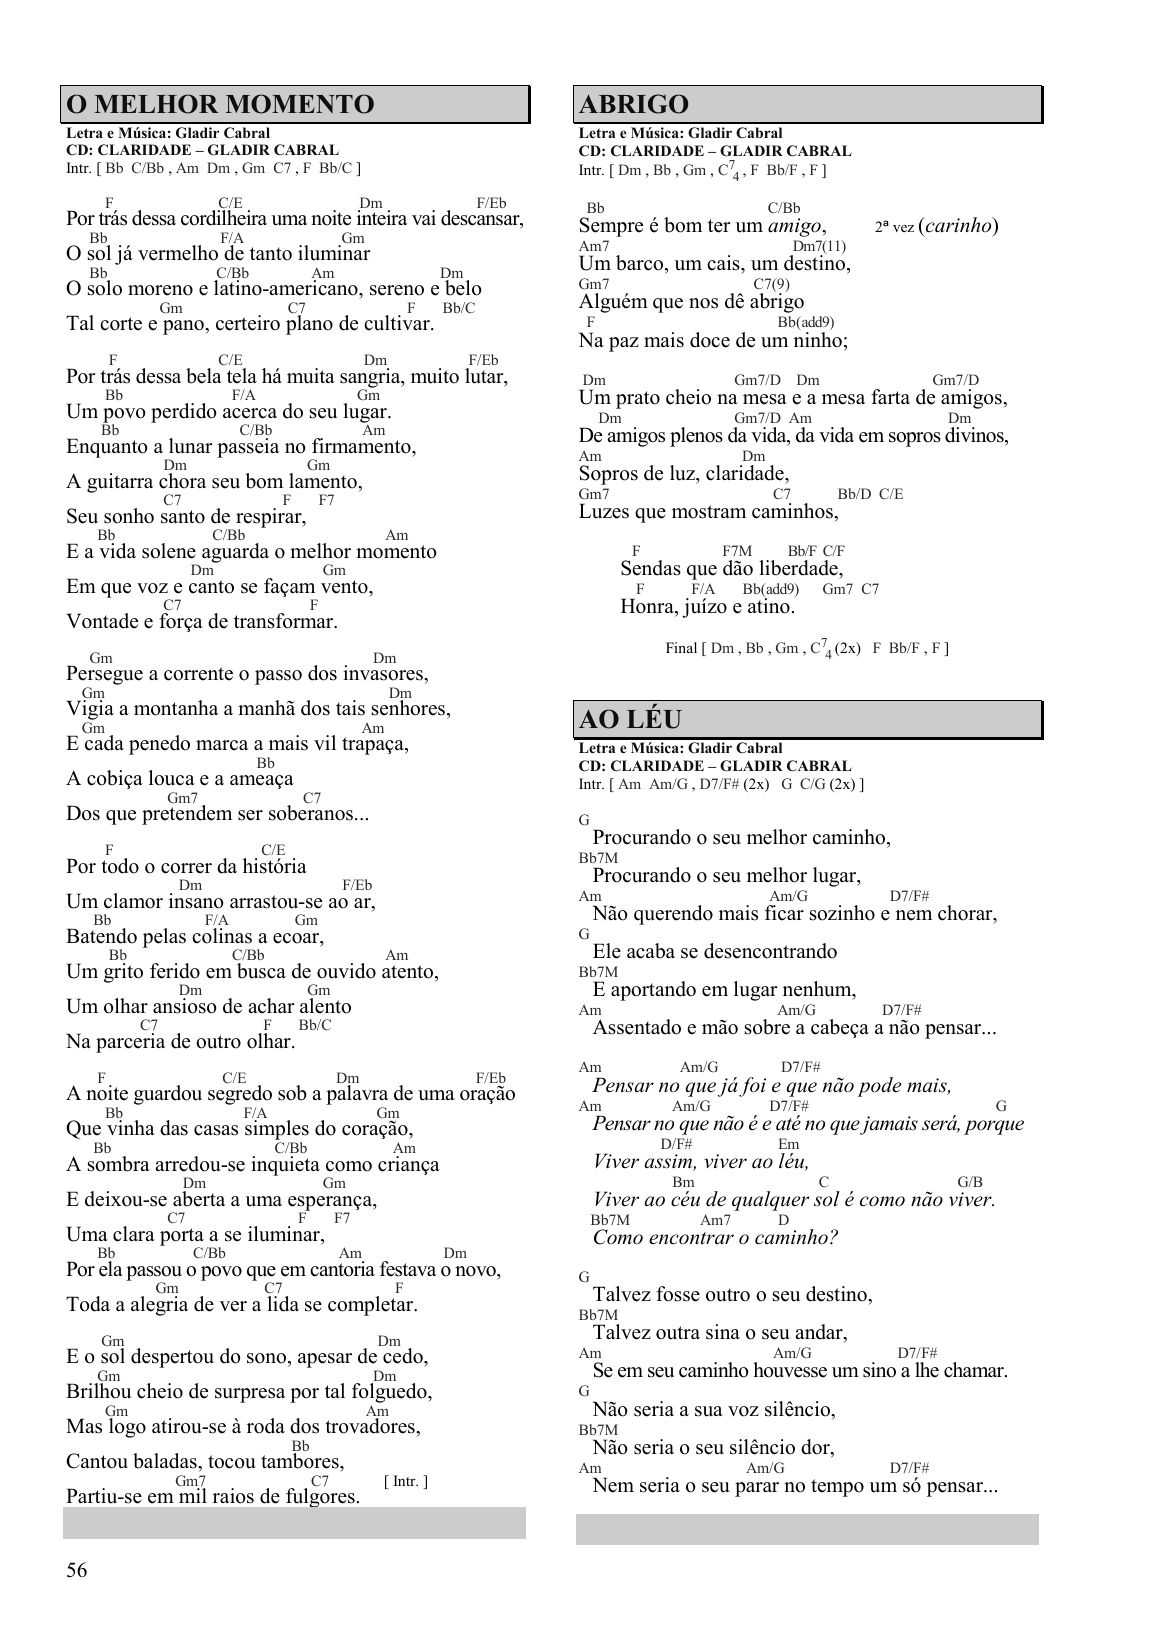 O MELHOR MOMENTO
Letra e Música: Gladir Cabral
CD: CLARIDADE – GLADIR CABRAL
Intr. [ Bb C/Bb , Am Dm , Gm C7 , F Bb/C ]
F C/E Dm F/Eb
Por trás dessa cordilheira uma noite inteira vai descansar,
Bb F/A Gm
O sol já vermelho de tanto iluminar
Bb C/Bb Am Dm
O solo moreno e latino-americano, sereno e belo
Gm C7 F Bb/C
Tal corte e pano, certeiro plano de cultivar.
F C/E Dm F/Eb
Por trás dessa bela tela há muita sangria, muito lutar,
Bb F/A Gm
Um povo perdido acerca do seu lugar.
Bb C/Bb Am
Enquanto a lunar passeia no firmamento,
Dm Gm
A guitarra chora seu bom lamento,
C7 F F7
Seu sonho santo de respirar,
Bb C/Bb Am
E a vida solene aguarda o melhor momento
Dm Gm
Em que voz e canto se façam vento,
C7 F
Vontade e força de transformar.
Gm Dm
Persegue a corrente o passo dos invasores,
Gm Dm
Vigia a montanha a manhã dos tais senhores,
Gm Am
E cada penedo marca a mais vil trapaça,
Bb
A cobiça louca e a ameaça
Gm7 C7
Dos que pretendem ser soberanos...
F C/E
Por todo o correr da história
Dm F/Eb
Um clamor insano arrastou-se ao ar,
Bb F/A Gm
Batendo pelas colinas a ecoar,
Bb C/Bb Am
Um grito ferido em busca de ouvido atento,
Dm Gm
Um olhar ansioso de achar alento
C7 F Bb/C
Na parceria de outro olhar.
F C/E Dm F/Eb
A noite guardou segredo sob a palavra de uma oração
Bb F/A Gm
Que vinha das casas simples do coração,
Bb C/Bb Am
A sombra arredou-se inquieta como criança
Dm Gm
E deixou-se aberta a uma esperança,
C7 F F7
Uma clara porta a se iluminar,
Bb C/Bb Am Dm
Por ela passou o povo que em cantoria festava o novo,
Gm C7 F
Toda a alegria de ver a lida se completar.
Gm Dm
E o sol despertou do sono, apesar de cedo,
Gm Dm
Brilhou cheio de surpresa por tal folguedo,
Gm Am
Mas logo atirou-se à roda dos trovadores,
Bb
Cantou baladas, tocou tambores,
Gm7 C7 [ Intr. ]
Partiu-se em mil raios de fulgores.
56
ABRIGO
Letra e Música: Gladir Cabral
CD: CLARIDADE – GLADIR CABRAL
Intr. [ Dm , Bb , Gm , C7 4 , F Bb/F , F ]
Bb C/Bb
Sempre é bom ter um amigo, 2ª vez (carinho)
Am7 Dm7(11)
Um barco, um cais, um destino,
Gm7 C7(9)
Alguém que nos dê abrigo
F Bb(add9)
Na paz mais doce de um ninho;
Dm Gm7/D Dm Gm7/D
Um prato cheio na mesa e a mesa farta de amigos,
Dm Gm7/D Am Dm
De amigos plenos da vida, da vida em sopros divinos,
Am Dm
Sopros de luz, claridade,
Gm7 C7 Bb/D C/E
Luzes que mostram caminhos,
F F7M Bb/F C/F
Sendas que dão liberdade,
F F/A Bb(add9) Gm7 C7
Honra, juízo e atino.
Final [ Dm , Bb , Gm , C7 4 (2x) F Bb/F , F ]
AO LÉU
Letra e Música: Gladir Cabral
CD: CLARIDADE – GLADIR CABRAL
Intr. [ Am Am/G , D7/F# (2x) G C/G (2x) ]
G
Procurando o seu melhor caminho,
Bb7M
Procurando o seu melhor lugar,
Am Am/G D7/F#
Não querendo mais ficar sozinho e nem chorar,
G
Ele acaba se desencontrando
Bb7M
E aportando em lugar nenhum,
Am Am/G D7/F#
Assentado e mão sobre a cabeça a não pensar...
Am Am/G D7/F#
Pensar no que já foi e que não pode mais,
Am Am/G D7/F# G
Pensar no que não é e até no que jamais será, porque
D/F# Em
Viver assim, viver ao léu,
Bm C G/B
Viver ao céu de qualquer sol é como não viver.
Bb7M Am7 D
Como encontrar o caminho?
G
Talvez fosse outro o seu destino,
Bb7M
Talvez outra sina o seu andar,
Am Am/G D7/F#
Se em seu caminho houvesse um sino a lhe chamar.
G
Não seria a sua voz silêncio,
Bb7M
Não seria o seu silêncio dor,
Am Am/G D7/F#
Nem seria o seu parar no tempo um só pensar...